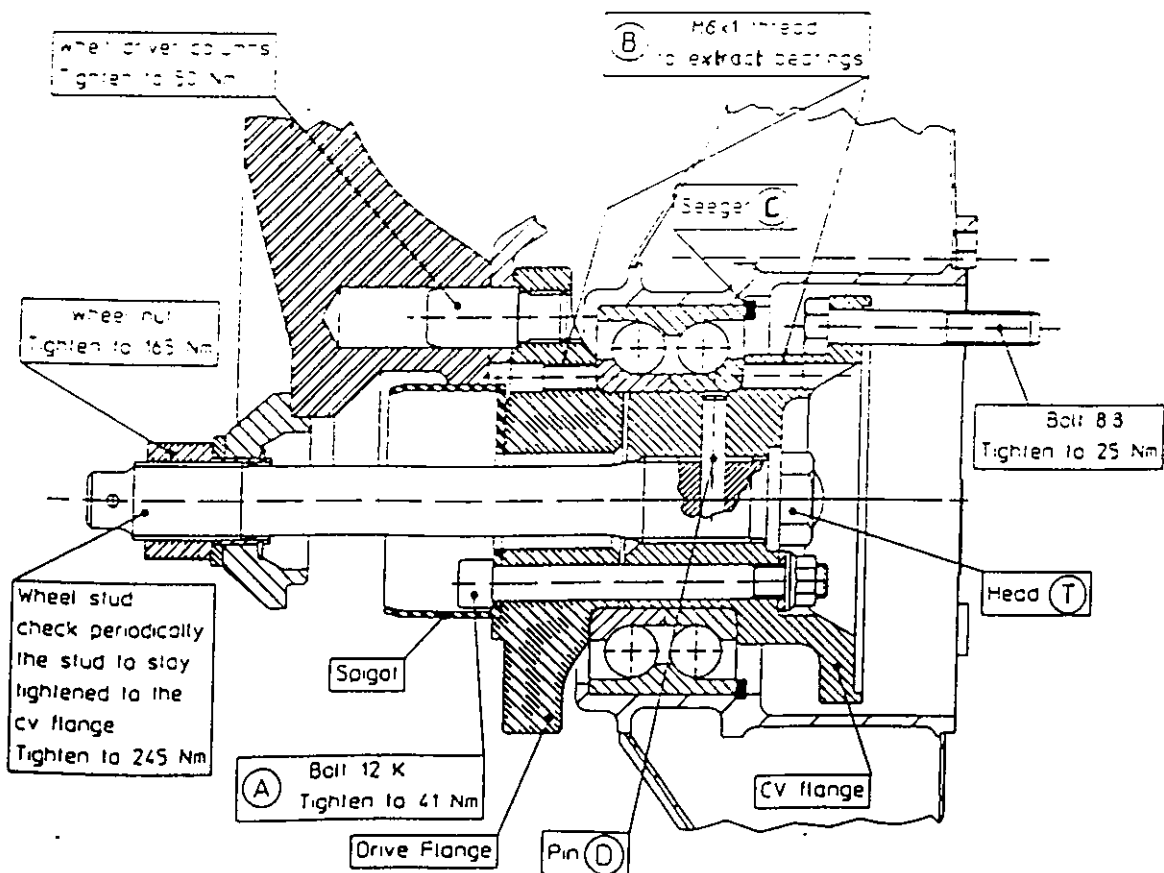 wheel driver columns
Tighten to 50 Nm
B
M6x1 thread
to extract bearings
Seeger C
wheel nut
Tighten to 165 Nm
Bolt 8.8
Tighten to 25 Nm
Wheel stud
check periodically
the stud to stay
tightened to the
cv flange
Tighten to 245 Nm
Head T
Spigot
A
Bolt 12 K
Tighten to 41 Nm
CV flange
Drive Flange
Pin D